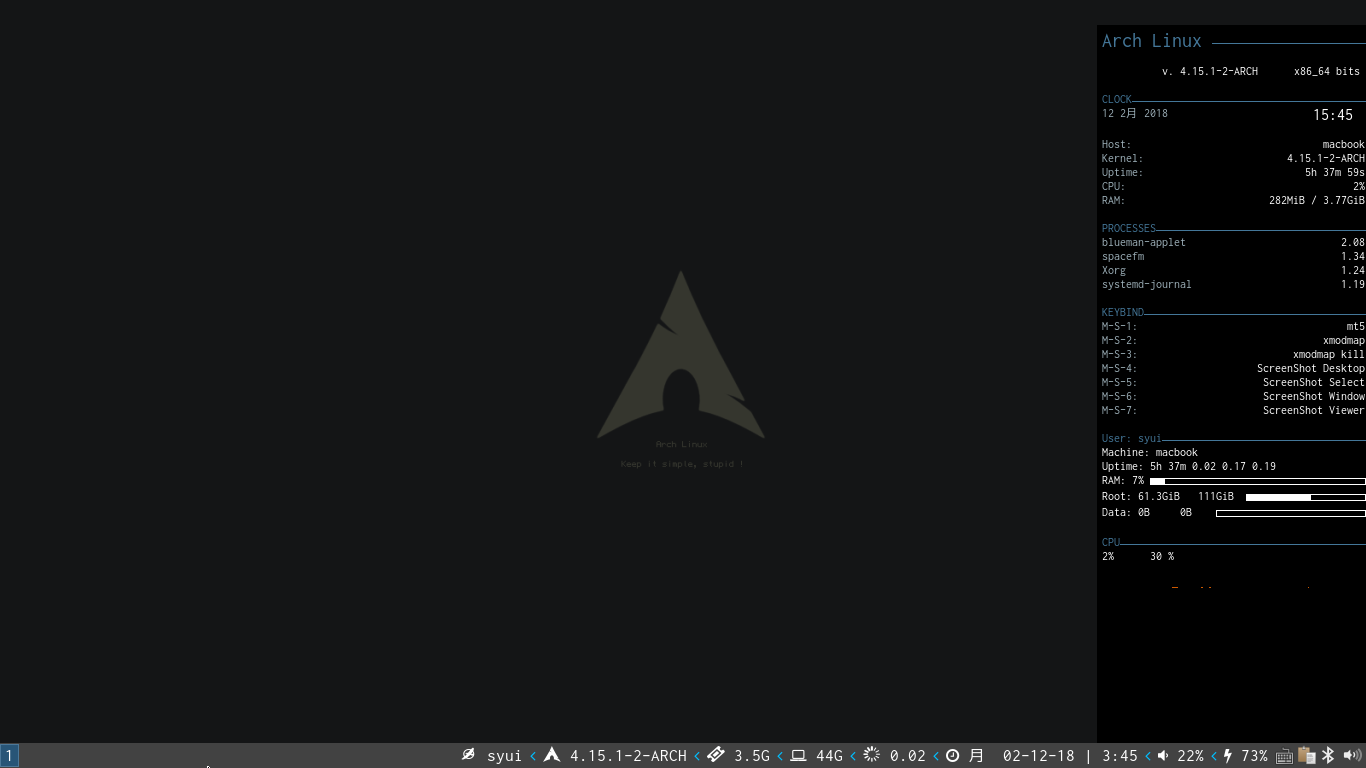 Arch Linux
v. 4.15.1-2-ARCH x86_64 bits
CLOCK
12 2月 2018 15:45
Host: macbook
Kernel: 4.15.1-2-ARCH
Uptime: 5h 37m 59s
CPU: 2%
RAM: 282MiB / 3.77GiB
PROCESSES
blueman-applet 2.08
spacefm 1.34
Xorg 1.24
systemd-journal 1.19
KEYBIND
M-S-1: mt5
M-S-2: xmodmap
M-S-3: xmodmap kill
M-S-4: ScreenShot Desktop
M-S-5: ScreenShot Select
M-S-6: ScreenShot Window
M-S-7: ScreenShot Viewer
User: syui
Machine: macbook
Uptime: 5h 37m 0.02 0.17 0.19
RAM: 7%
Root: 61.3GiB 111GiB
Data: 0B 0B
CPU
2% 30 %
Arch Linux
Keep it simple, stupid !
1 syui 4.15.1-2-ARCH 3.5G 44G 0.02 月 02-12-18 | 3:45 22% 73%